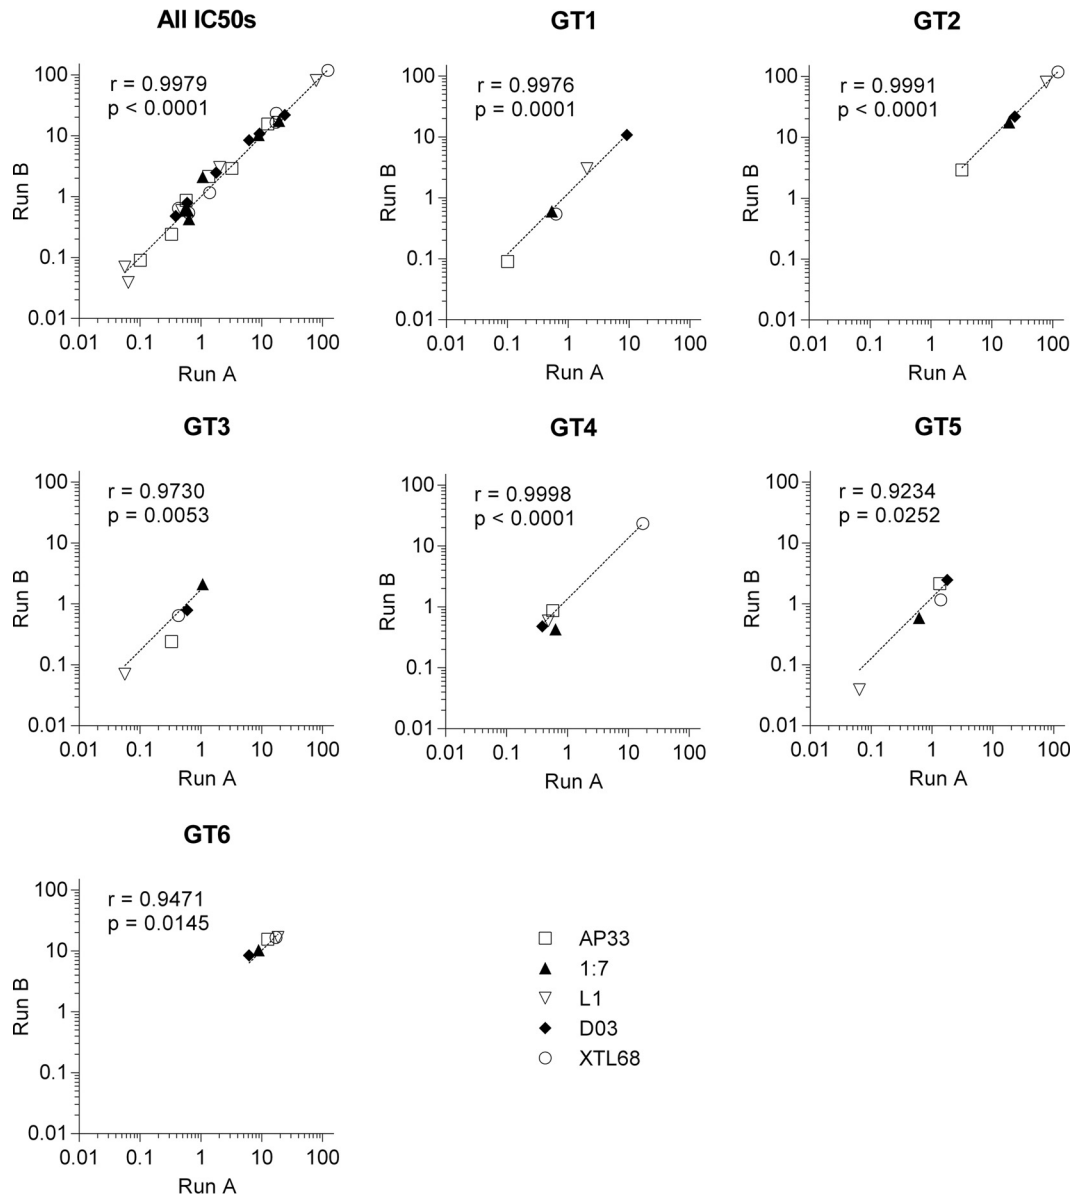 All IC50s
r = 0.9979
p < 0.0001
100
10
1
0.1
0.01
Run B
0.01 0.1 1 10 100
Run A
GT1
r = 0.9976
p = 0.0001
100
10
1
0.1
0.01
Run B
0.01 0.1 1 10 100
Run A
GT2
r = 0.9991
p < 0.0001
100
10
1
0.1
0.01
Run B
0.01 0.1 1 10 100
Run A
GT3
r = 0.9730
p = 0.0053
100
10
1
0.1
0.01
Run B
0.01 0.1 1 10 100
Run A
GT4
r = 0.9998
p < 0.0001
100
10
1
0.1
0.01
Run B
0.01 0.1 1 10 100
Run A
GT5
r = 0.9234
p = 0.0252
100
10
1
0.1
0.01
Run B
0.01 0.1 1 10 100
Run A
GT6
r = 0.9471
p = 0.0145
100
10
1
0.1
0.01
Run B
0.01 0.1 1 10 100
Run A
AP33
1:7
L1
D03
XTL68